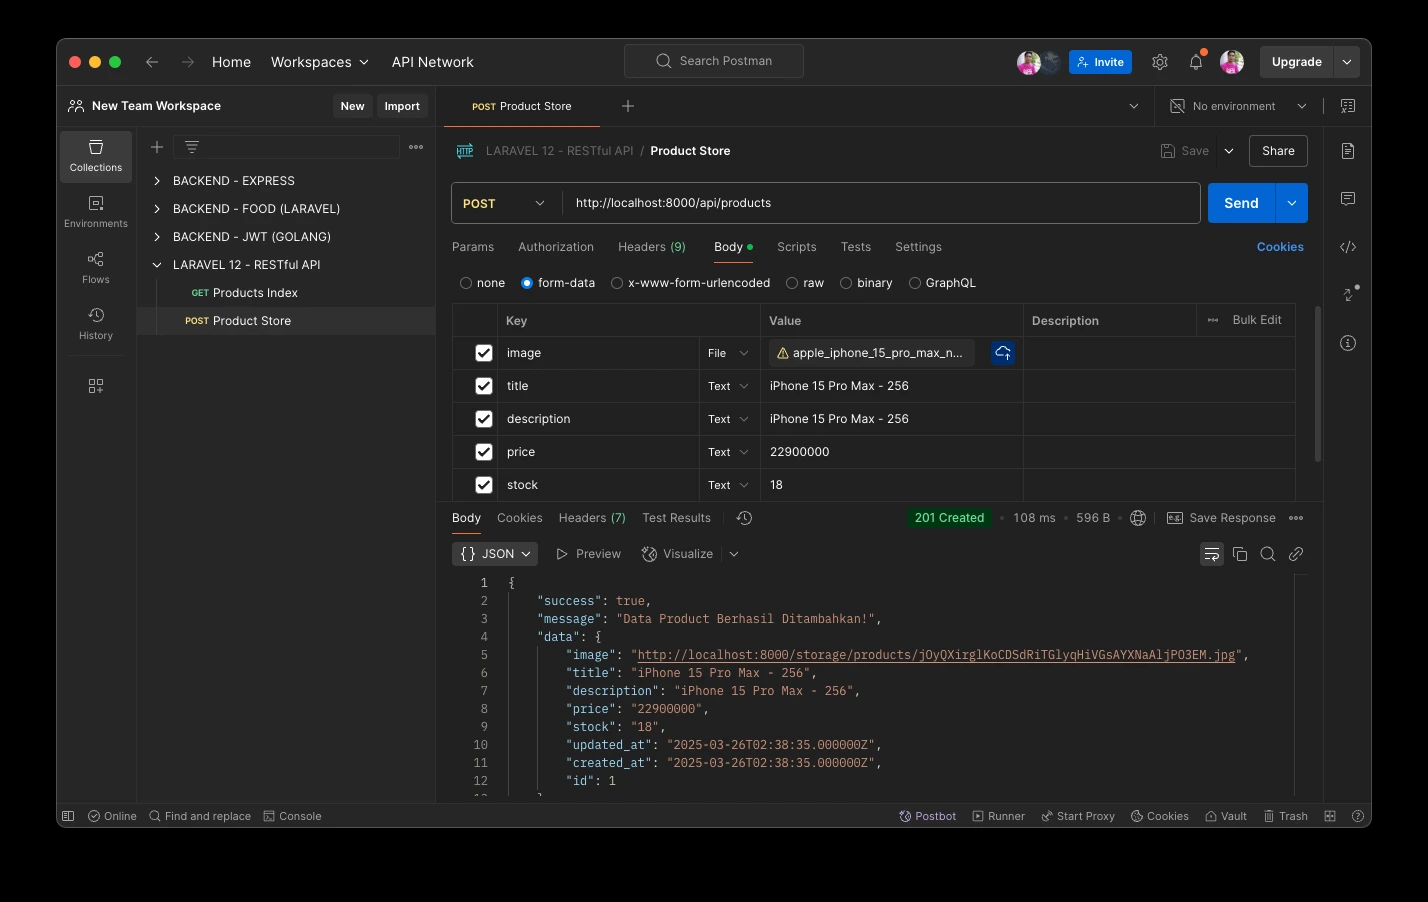 Home Workspaces API Network Search Postman Invite Upgrade
New Team Workspace New Import POST Product Store No environment
Collections
Environments
Flows
History
BACKEND - EXPRESS
BACKEND - FOOD (LARAVEL)
BACKEND - JWT (GOLANG)
LARAVEL 12 - RESTful API
GET Products Index
POST Product Store
HTTP LARAVEL 12 - RESTful API / Product Store Save Share
POST http://localhost:8000/api/products Send
Params Authorization Headers (9) Body Scripts Tests Settings Cookies
none form-data x-www-form-urlencoded raw binary GraphQL
Key Value Description Bulk Edit
image File apple_iphone_15_pro_max_n...
title Text iPhone 15 Pro Max - 256
description Text iPhone 15 Pro Max - 256
price Text 22900000
stock Text 18
Body Cookies Headers (7) Test Results 201 Created 108 ms 596 B e.g. Save Response
{} JSON Preview Visualize
1 {
2 "success": true,
3 "message": "Data Product Berhasil Ditambahkan!",
4 "data": {
5 "image": "http://localhost:8000/storage/products/jOyQXirglKoCDSdRiTGlyqHiVGsAYXNaAljPO3EM.jpg",
6 "title": "iPhone 15 Pro Max - 256",
7 "description": "iPhone 15 Pro Max - 256",
8 "price": "22900000",
9 "stock": "18",
10 "updated_at": "2025-03-26T02:38:35.000000Z",
11 "created_at": "2025-03-26T02:38:35.000000Z",
12 "id": 1
Online Find and replace Console Postbot Runner Start Proxy Cookies Vault Trash